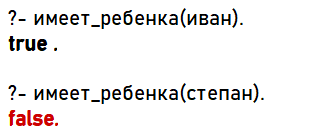 ?- имеет_ребенка(иван).
true .
?- имеет_ребенка(степан).
false.